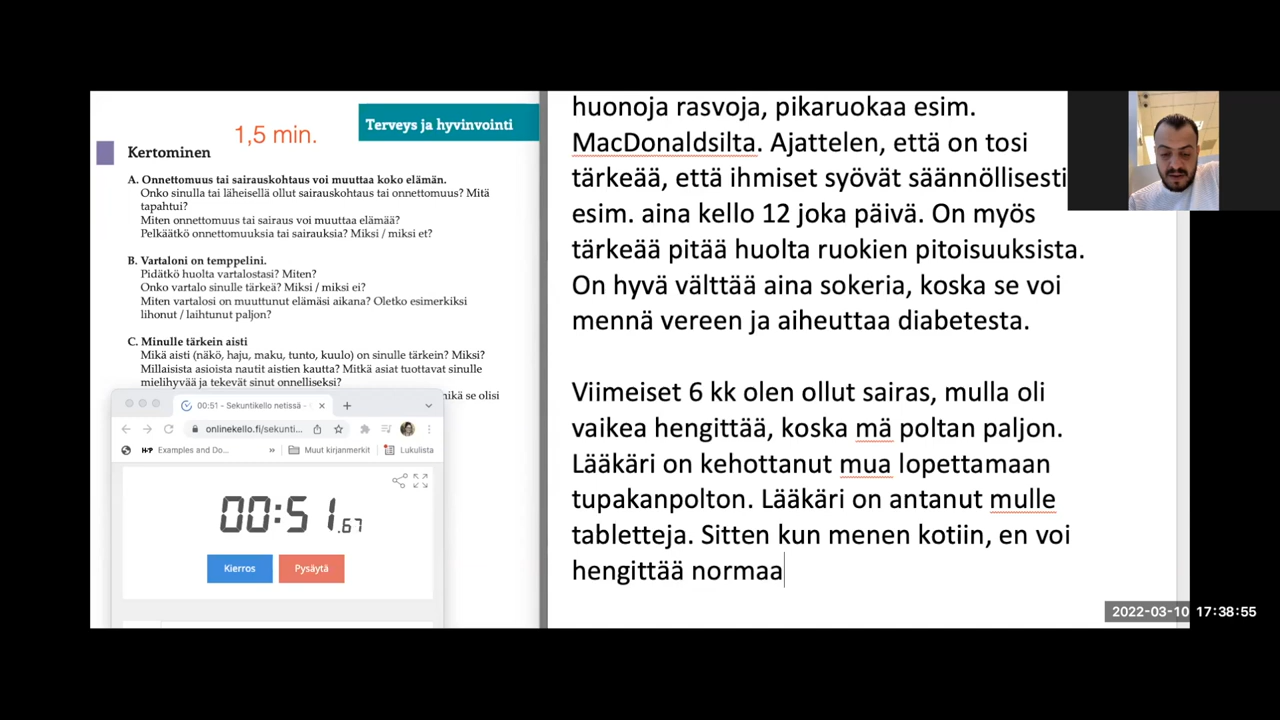 1,5 min.
Terveys ja hyvinvointi
Kertominen
A. Onnettomuus tai sairauskohtaus voi muuttaa koko elämän.
Onko sinulla tai läheisellä ollut sairauskohtaus tai onnettomuus? Mitä
tapahtui?
Miten onnettomuus tai sairaus voi muuttaa elämää?
Pelkäätkö onnettomuuksia tai sairauksia? Miksi / miksi et?
B. Vartaloni on temppelini.
Pidätkö huolta vartalostasi? Miten?
Onko vartalo sinulle tärkeä? Miksi / miksi ei?
Miten vartalosi on muuttunut elämäsi aikana? Oletko esimerkiksi
lihonut / laihtunut paljon?
C. Minulle tärkein aisti
Mikä aisti (näkö, haju, maku, tunto, kuulo) on sinulle tärkein? Miksi?
Millaisista asioista nautit aistien kautta? Mitkä asiat tuottavat sinulle
mielihyvää ja tekevät sinut onnelliseksi?
ikä se olisi
00:51 - Sekuntikello netissä -
onlinekello.fi/sekunti...
Examples and Do...
»
Muut kirjanmerkit
Lukulista
00:51.67
Kierros
Pysäytä
huonoja rasvoja, pikaruokaa esim.
MacDonaldsilta. Ajattelen, että on tosi
tärkeää, että ihmiset syövät säännöllisesti
esim. aina kello 12 joka päivä. On myös
tärkeää pitää huolta ruokien pitoisuuksista.
On hyvä välttää aina sokeria, koska se voi
mennä vereen ja aiheuttaa diabetesta.
Viimeiset 6 kk olen ollut sairas, mulla oli
vaikea hengittää, koska mä poltan paljon.
Lääkäri on kehottanut mua lopettamaan
tupakanpolton. Lääkäri on antanut mulle
tabletteja. Sitten kun menen kotiin, en voi
hengittää normaa
2022-03-10 17:38:55